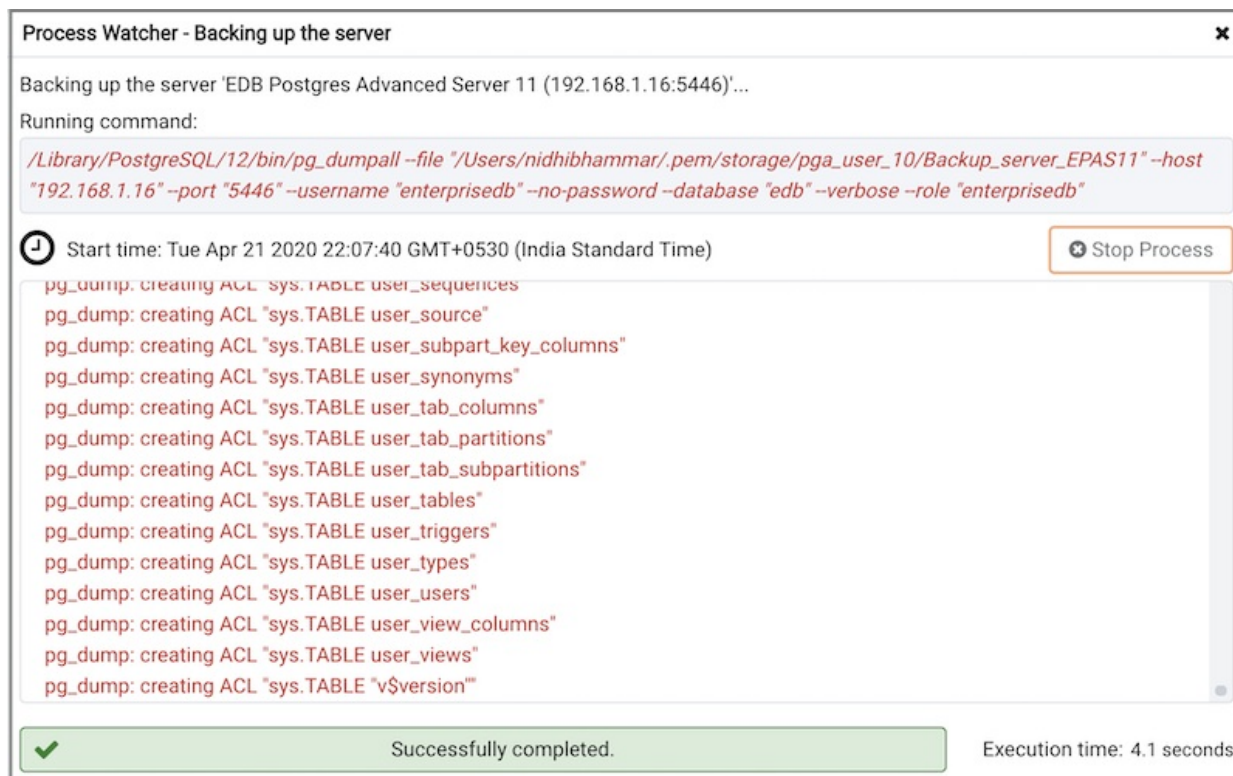 Process Watcher - Backing up the server
Backing up the server 'EDB Postgres Advanced Server 11 (192.168.1.16:5446)'...
Running command:
/Library/PostgreSQL/12/bin/pg_dumpall --file "/Users/nidhibhammar/.pem/storage/pga_user_10/Backup_server_EPAS11" --host
"192.168.1.16" --port "5446" --username "enterprisedb" --no-password --database "edb" --verbose --role "enterprisedb"
Start time: Tue Apr 21 2020 22:07:40 GMT+0530 (India Standard Time)
Stop Process
pg_dump: creating ACL "sys.TABLE user_sequences"
pg_dump: creating ACL "sys.TABLE user_source"
pg_dump: creating ACL "sys.TABLE user_subpart_key_columns"
pg_dump: creating ACL "sys.TABLE user_synonyms"
pg_dump: creating ACL "sys.TABLE user_tab_columns"
pg_dump: creating ACL "sys.TABLE user_tab_partitions"
pg_dump: creating ACL "sys.TABLE user_tab_subpartitions"
pg_dump: creating ACL "sys.TABLE user_tables"
pg_dump: creating ACL "sys.TABLE user_triggers"
pg_dump: creating ACL "sys.TABLE user_types"
pg_dump: creating ACL "sys.TABLE user_users"
pg_dump: creating ACL "sys.TABLE user_view_columns"
pg_dump: creating ACL "sys.TABLE user_views"
pg_dump: creating ACL "sys.TABLE "v$version""
Successfully completed.
Execution time: 4.1 seconds